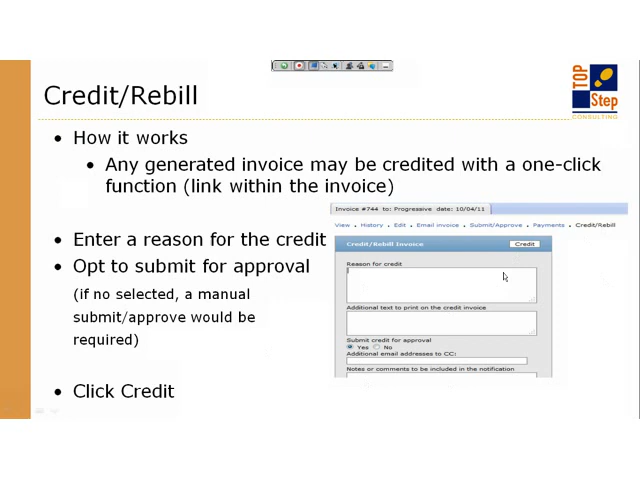 Credit/Rebill
TOP
Step
CONSULTING
• How it works
• Any generated invoice may be credited with a one-click
function (link within the invoice)
• Enter a reason for the credit
• Opt to submit for approval
(if no selected, a manual
submit/approve would be
required)
• Click Credit
Invoice #744 to: Progressive date: 10/04/11
View . History . Edit . Email invoice . Submit/Approve . Payments . Credit/Rebill
Credit/Rebill Invoice
Credit
Reason for credit
Additional text to print on the credit invoice
Submit credit for approval
Yes No
Additional email addresses to CC:
Notes or comments to be included in the notification